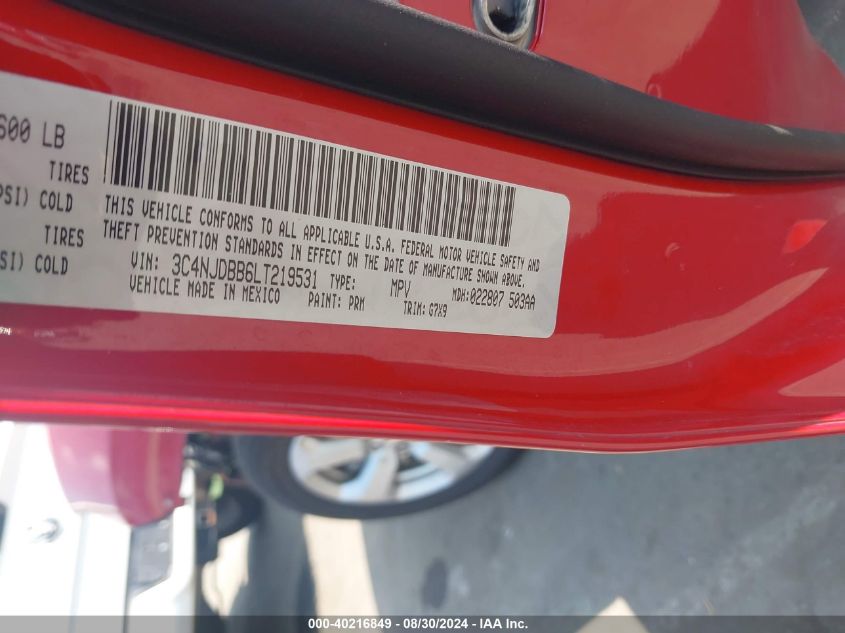 600 LB
TIRES
PSI) COLD
TIRES
SI) COLD
THIS VEHICLE CONFORMS TO ALL APPLICABLE U.S.A. FEDERAL MOTOR VEHICLE SAFETY AND
THEFT PREVENTION STANDARDS IN EFFECT ON THE DATE OF MANUFACTURE SHOWN ABOVE.
VIN: 3C4NJDBB6LT219531 TYPE: MPV MDH:022807 503AA
VEHICLE MADE IN MEXICO PAINT: PRM TRIM: G7X9
000-40216849 - 08/30/2024 - IAA Inc.